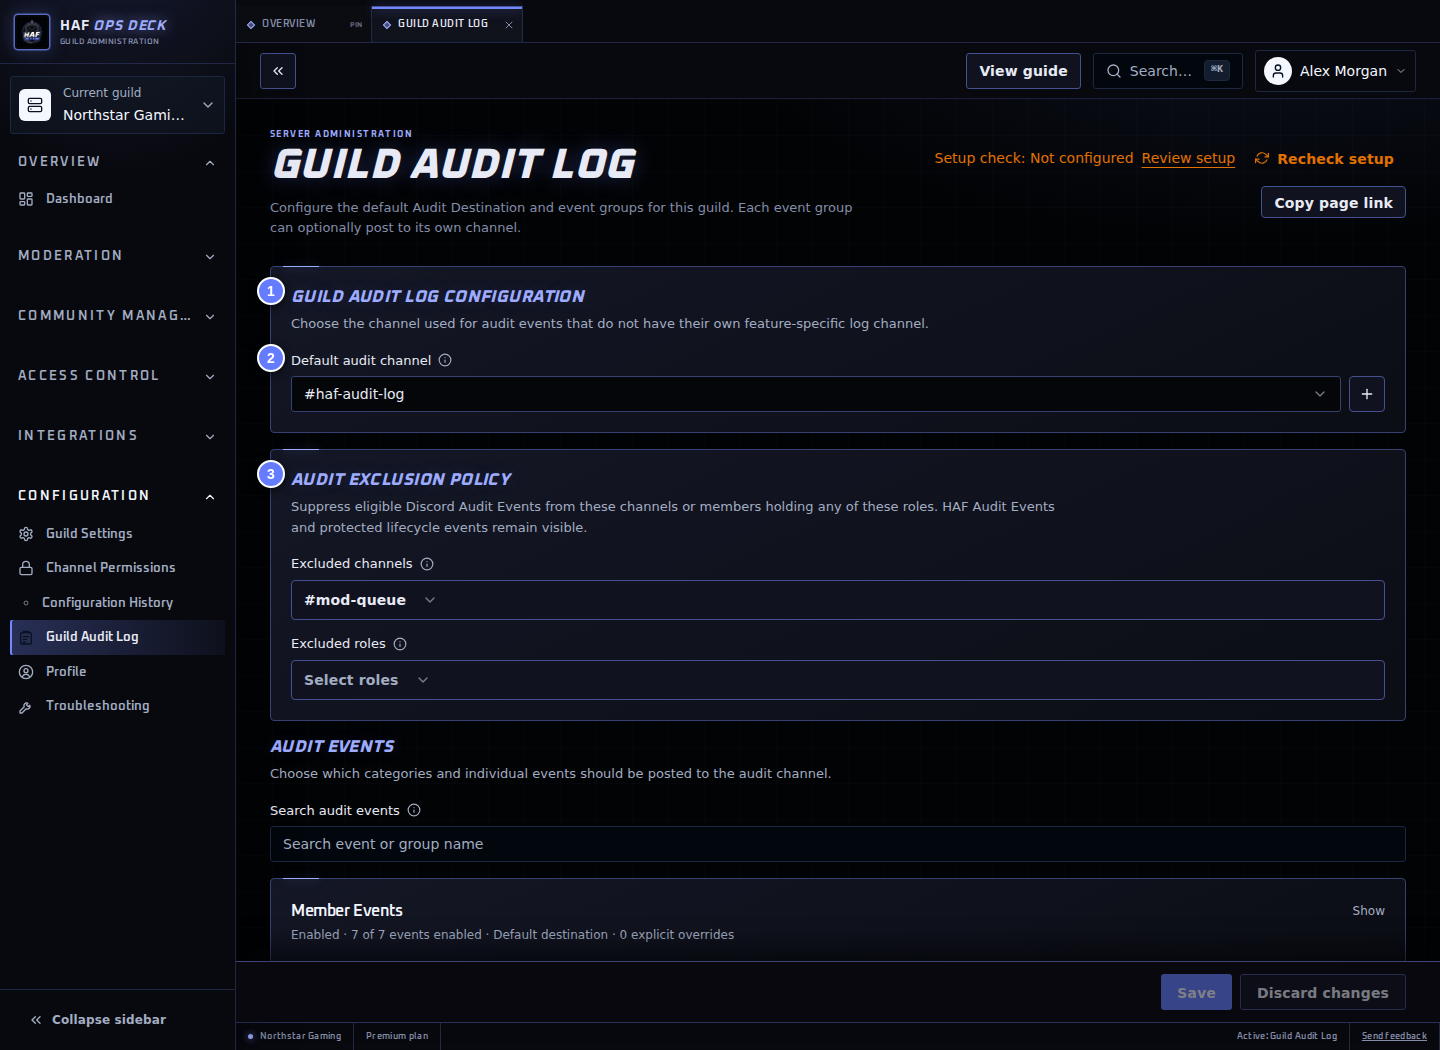 HAF OPS DECK
GUILD ADMINISTRATION
Current guild
Northstar Gami...
OVERVIEW
Dashboard
MODERATION
COMMUNITY MANAG...
ACCESS CONTROL
INTEGRATIONS
CONFIGURATION
Guild Settings
Channel Permissions
Configuration History
Guild Audit Log
Profile
Troubleshooting
Collapse sidebar
OVERVIEW PIN
GUILD AUDIT LOG
View guide
Search... ⌘K
Alex Morgan
SERVER ADMINISTRATION
GUILD AUDIT LOG
Setup check: Not configured Review setup Recheck setup
Configure the default Audit Destination and event groups for this guild. Each event group
can optionally post to its own channel.
Copy page link
1
GUILD AUDIT LOG CONFIGURATION
Choose the channel used for audit events that do not have their own feature-specific log channel.
2
Default audit channel
#haf-audit-log
3
AUDIT EXCLUSION POLICY
Suppress eligible Discord Audit Events from these channels or members holding any of these roles. HAF Audit Events
and protected lifecycle events remain visible.
Excluded channels
#mod-queue
Excluded roles
Select roles
AUDIT EVENTS
Choose which categories and individual events should be posted to the audit channel.
Search audit events
Search event or group name
Member Events
Show
Enabled · 7 of 7 events enabled · Default destination · 0 explicit overrides
Save
Discard changes
Northstar Gaming
Premium plan
Active: Guild Audit Log
Send feedback